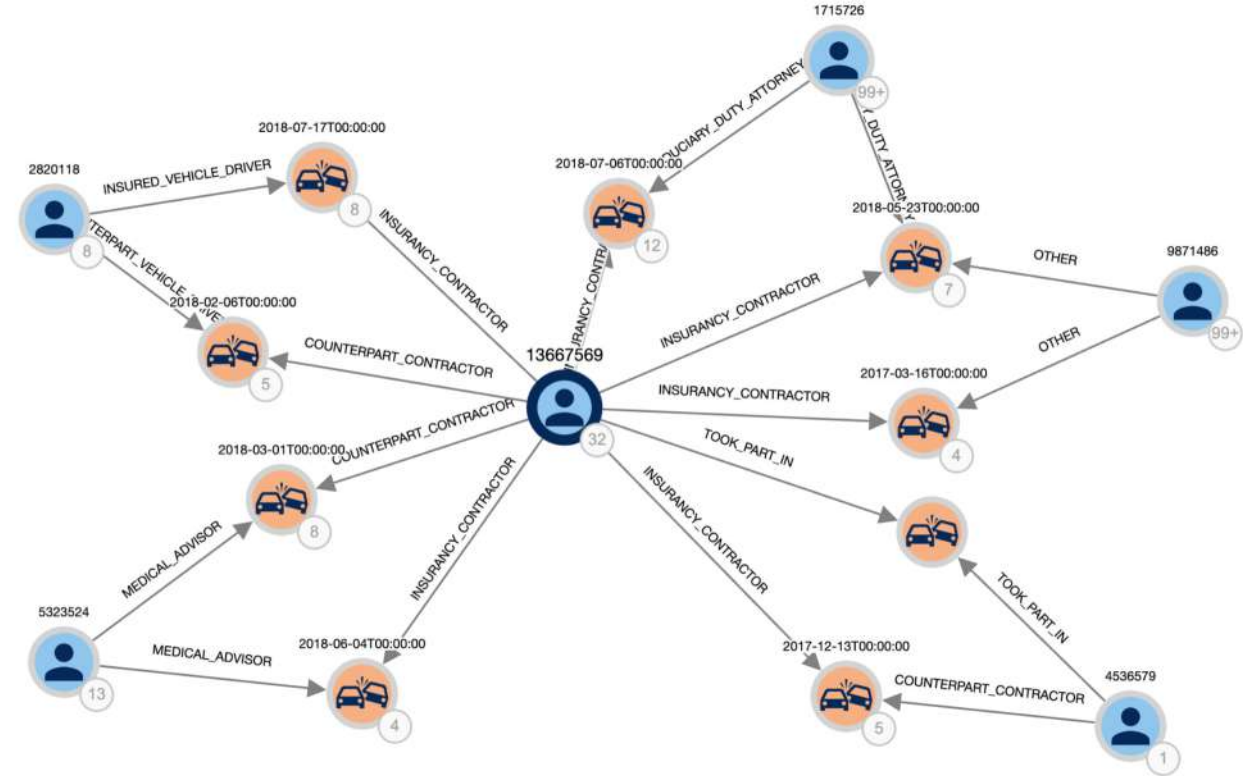 1715726
99+
FIDUCIARY_DUTY_ATTORNEY
DUTY_ATTORNEY
2018-07-17T00:00:00
8
INSURED_VEHICLE_DRIVER
2820118
8
2018-07-06T00:00:00
12
2018-05-23T00:00:00
7
OTHER
9871486
99+
INSURANCY_CONTRACTOR
2018-02-06T00:00:00
5
COUNTERPART_CONTRACTOR
INSURANCY_CONTRACTOR
13667569
32
OTHER
2017-03-16T00:00:00
4
INSURANCY_CONTRACTOR
TOOK_PART_IN
2018-03-01T00:00:00
8
COUNTERPART_CONTRACTOR
INSURANCY_CONTRACTOR
INSURANCY_CONTRACTOR
MEDICAL_ADVISOR
5323524
13
MEDICAL_ADVISOR
2018-06-04T00:00:00
4
TOOK_PART_IN
2017-12-13T00:00:00
5
COUNTERPART_CONTRACTOR
4536579
1